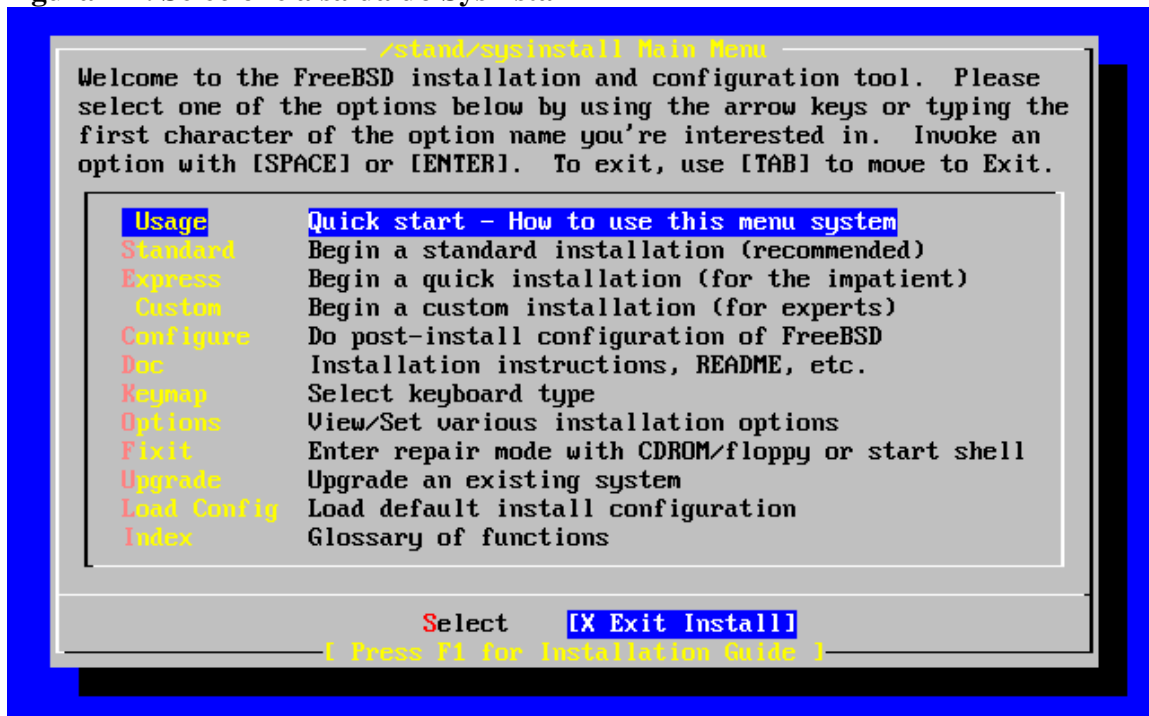 /stand/sysinstall Main Menu
Welcome to the FreeBSD installation and configuration tool. Please
select one of the options below by using the arrow keys or typing the
first character of the option name you're interested in. Invoke an
option with [SPACE] or [ENTER]. To exit, use [TAB] to move to Exit.
Usage Quick start - How to use this menu system
Standard Begin a standard installation (recommended)
Express Begin a quick installation (for the impatient)
Custom Begin a custom installation (for experts)
Configure Do post-install configuration of FreeBSD
Doc Installation instructions, README, etc.
Keymap Select keyboard type
Options View/Set various installation options
Fixit Enter repair mode with CDROM/floppy or start shell
Upgrade Upgrade an existing system
Load Config Load default install configuration
Index Glossary of functions
Select [X Exit Install]
[ Press F1 for Installation Guide ]